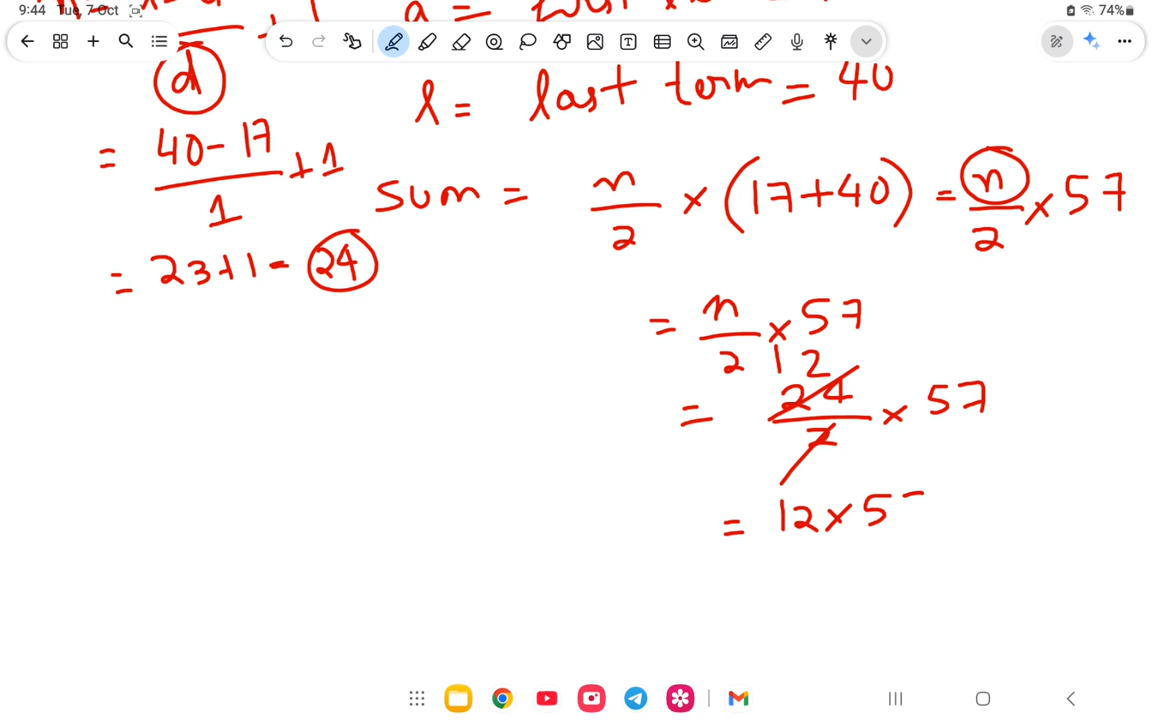 9:44 Tue, 7 Oct 74%
d
l = last term = 40
= 40 - 17 / 1 + 1
sum = n/2 × (17+40) = n/2 × 57
= 23+1 = 24
= n/2 × 57
12
= 24/2 × 57
= 12 × 5